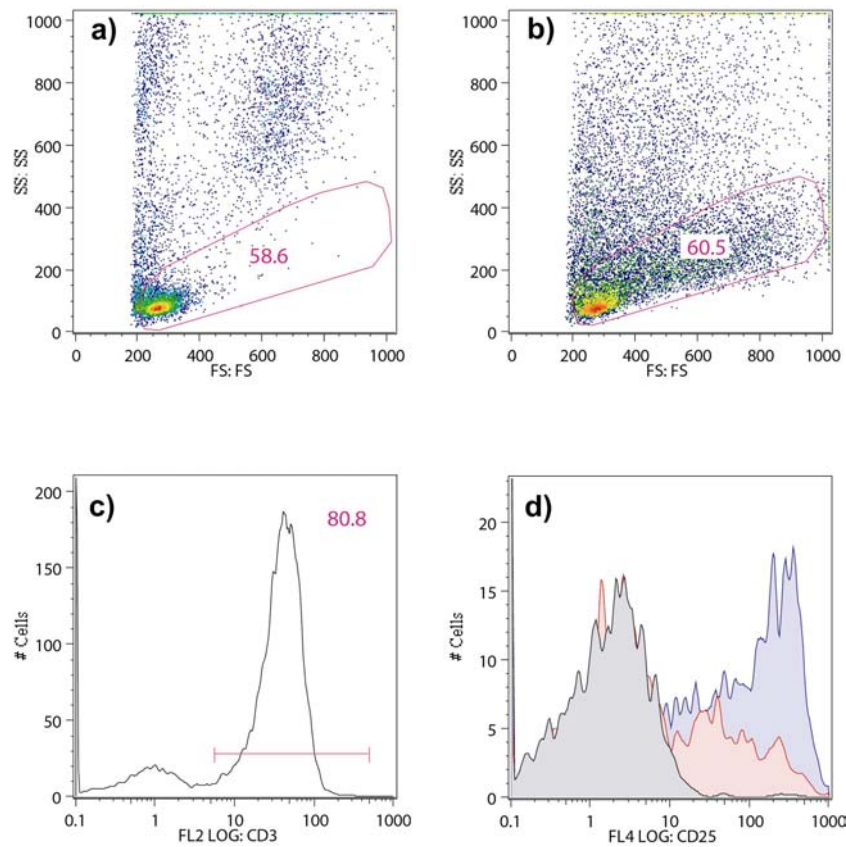 a)
1000
800
600
400
200
0
SS: SS
58.6
0 200 400 600 800 1000
FS: FS
b)
1000
800
600
400
200
0
SS: SS
60.5
0 200 400 600 800 1000
FS: FS
c)
200
150
100
50
0
# Cells
80.8
0.1 1 10 100 1000
FL2 LOG: CD3
d)
20
15
10
5
0
# Cells
0.1 1 10 100 1000
FL4 LOG: CD25